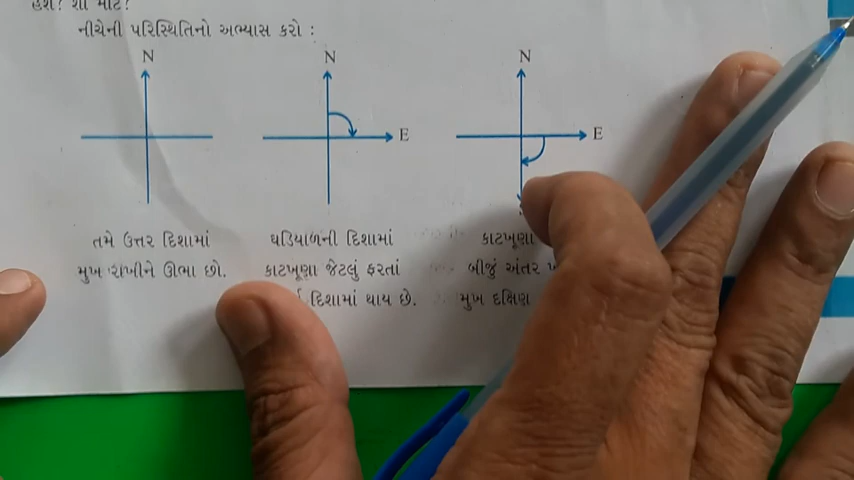 હશે? શા માટે?
નીચેની પરિસ્થિતિનો અભ્યાસ કરો :
N
N
N
E
E
તમે ઉત્તર દિશામાં
મુખ રાખીને ઊભા છો.
ઘડિયાળની દિશામાં
કાટખૂણા જેટલું ફરતાં
દિશામાં થાય છે.
કાટખૂણા
બીજું અંતર
મુખ દક્ષિણ